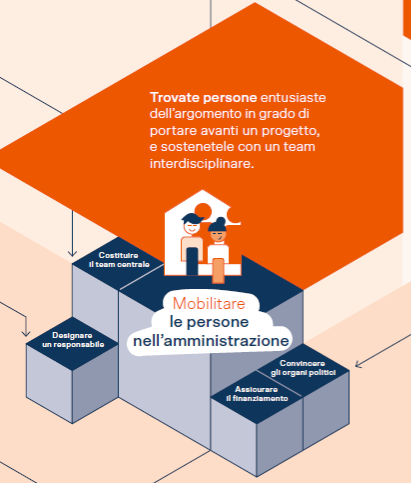 Trovate persone entusiaste
dell'argomento in grado di
portare avanti un progetto,
e sostenetele con un team
interdisciplinare.
Costituire
il team centrale
Mobilitare
le persone
nell'amministrazione
Designare
un responsabile
Convincere
gli organi politici
Assicurare
il finanziamento